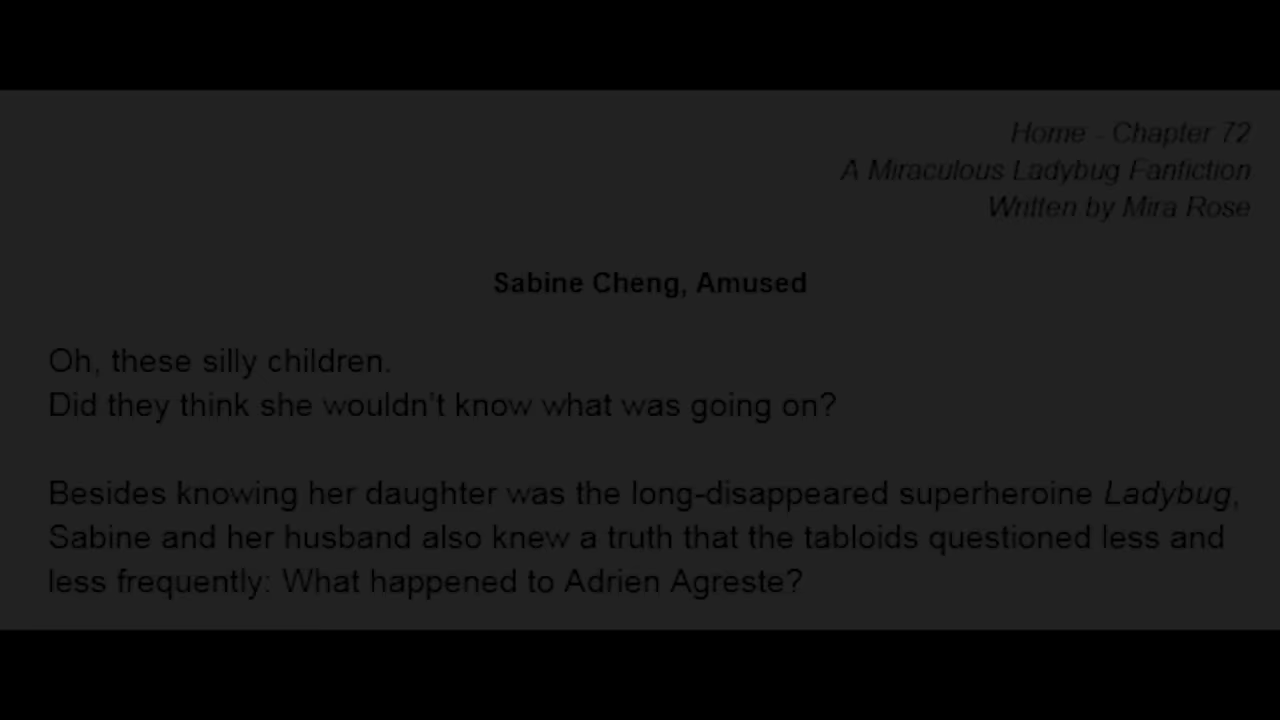 Home - Chapter 72
A Miraculous Ladybug Fanfiction
Written by Mira Rose
Sabine Cheng, Amused
Oh, these silly children.
Did they think she wouldn't know what was going on?
Besides knowing her daughter was the long-disappeared superheroine Ladybug,
Sabine and her husband also knew a truth that the tabloids questioned less and
less frequently: What happened to Adrien Agreste?